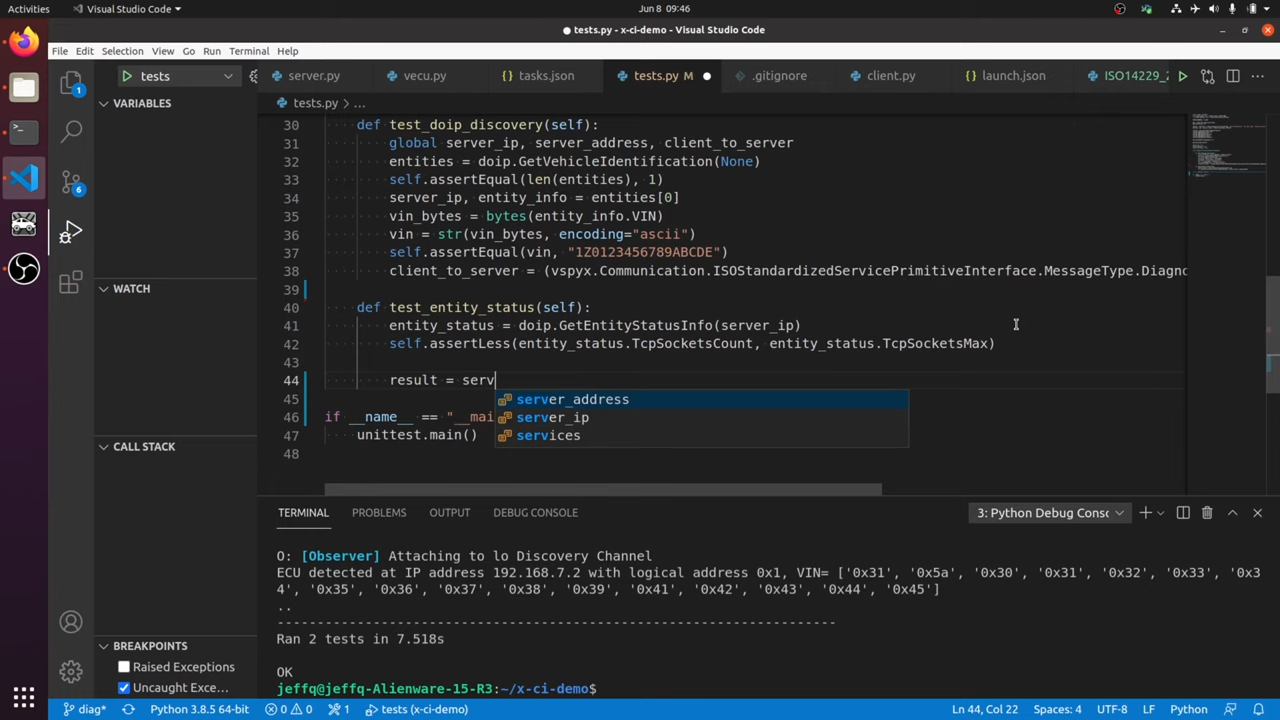 Activities
Visual Studio Code
Jun 8 09:46
tests.py - x-ci-demo - Visual Studio Code
File Edit Selection View Go Run Terminal Help
tests
server.py
vecu.py
tasks.json
tests.py M
.gitignore
client.py
launch.json
ISO14229_2
VARIABLES
tests.py > ...
30 def test_doip_discovery(self):
31 global server_ip, server_address, client_to_server
32 entities = doip.GetVehicleIdentification(None)
33 self.assertEqual(len(entities), 1)
34 server_ip, entity_info = entities[0]
35 vin_bytes = bytes(entity_info.VIN)
36 vin = str(vin_bytes, encoding="ascii")
37 self.assertEqual(vin, "1Z0123456789ABCDE")
38 client_to_server = (vspyx.Communication.ISOStandardizedServicePrimitiveInterface.MessageType.Diagno
39
40 def test_entity_status(self):
41 entity_status = doip.GetEntityStatusInfo(server_ip)
42 self.assertLess(entity_status.TcpSocketsCount, entity_status.TcpSocketsMax)
43
44 result = serv
45
server_address
46 if __name__ == "__mai
server_ip
47 unittest.main()
services
48
WATCH
CALL STACK
BREAKPOINTS
Raised Exceptions
Uncaught Exce...
1
6
TERMINAL PROBLEMS OUTPUT DEBUG CONSOLE
3: Python Debug Consc
O: [Observer] Attaching to lo Discovery Channel
ECU detected at IP address 192.168.7.2 with logical address 0x1, VIN= ['0x31', '0x5a', '0x30', '0x31', '0x32', '0x33', '0x3
4', '0x35', '0x36', '0x37', '0x38', '0x39', '0x41', '0x42', '0x43', '0x44', '0x45']
..
----------------------------------------------------------------------
Ran 2 tests in 7.518s
OK
jeffq@jeffq-Alienware-15-R3:~/x-ci-demo$
diag* Python 3.8.5 64-bit 0 0 1 tests (x-ci-demo) Ln 44, Col 22 Spaces: 4 UTF-8 LF Python